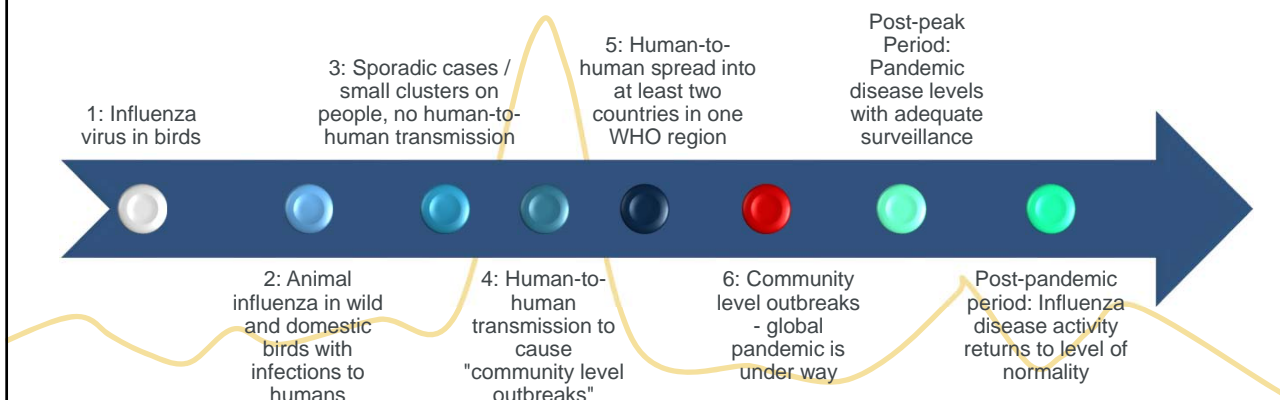 1: Influenza
virus in birds
2: Animal
influenza in wild
and domestic
birds with
infections to
humans
3: Sporadic cases /
small clusters on
people, no human-to-
human transmission
4: Human-to-
human
transmission to
cause
"community level
outbreaks"
5: Human-to-
human spread into
at least two
countries in one
WHO region
6: Community
level outbreaks
- global
pandemic is
under way
Post-peak
Period:
Pandemic
disease levels
with adequate
surveillance
Post-pandemic
period: Influenza
disease activity
returns to level of
normality